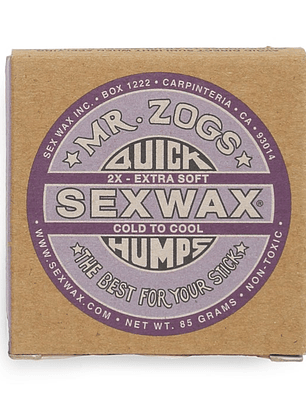 SEX WAX INC. • BOX 1222 • CARPINTERIA • CA • 93014
★ MR. ZOGS ★
QUICK
2X - EXTRA SOFT
SEXWAX®
COLD TO COOL
HUMPS
★ THE BEST FOR YOUR STICK ★
• WWW.SEXWAX.COM • NET WT. 85 GRAMS • NON-TOXIC •